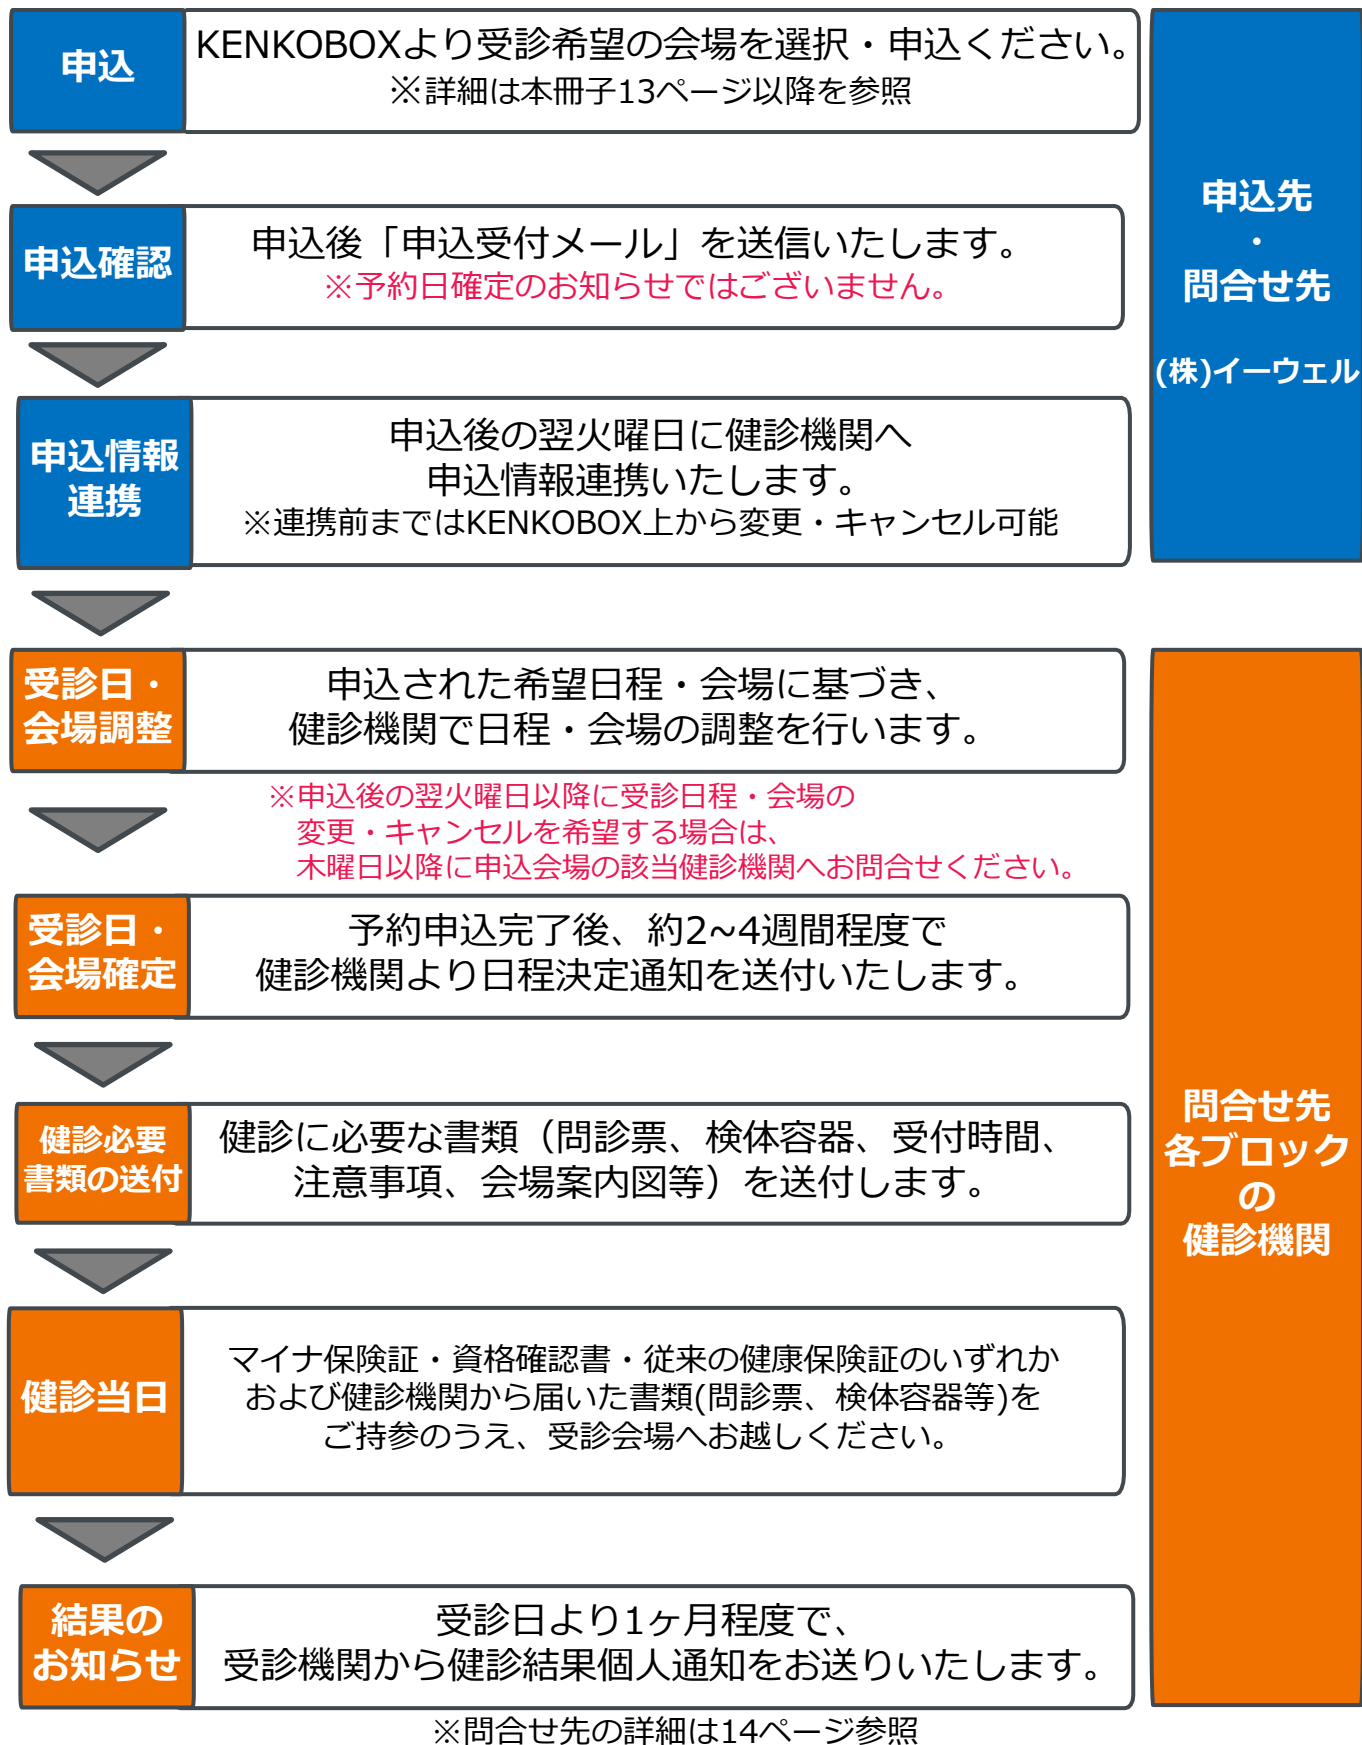 申込
KENKOBOXより受診希望の会場を選択・申込ください。
※詳細は本冊子13ページ以降を参照
申込確認
申込後「申込受付メール」を送信いたします。
※予約日確定のお知らせではございません。
申込情報
連携
申込後の翌火曜日に健診機関へ
申込情報連携いたします。
※連携前まではKENKOBOX上から変更・キャンセル可能
申込先
・
問合せ先
(株)イーウェル
受診日・
会場調整
申込された希望日程・会場に基づき、
健診機関で日程・会場の調整を行います。
※申込後の翌火曜日以降に受診日程・会場の
変更・キャンセルを希望する場合は、
木曜日以降に申込会場の該当健診機関へお問合せください。
受診日・
会場確定
予約申込完了後、約2~4週間程度で
健診機関より日程決定通知を送付いたします。
健診必要
書類の送付
健診に必要な書類（問診票、検体容器、受付時間、
注意事項、会場案内図等）を送付します。
健診当日
マイナ保険証・資格確認書・従来の健康保険証のいずれか
および健診機関から届いた書類(問診票、検体容器等)を
ご持参のうえ、受診会場へお越しください。
結果の
お知らせ
受診日より1ヶ月程度で、
受診機関から健診結果個人通知をお送りいたします。
問合せ先
各ブロック
の
健診機関
※問合せ先の詳細は14ページ参照